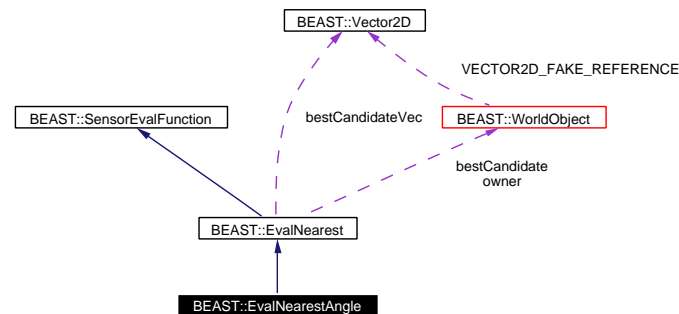 BEAST::Vector2D
VECTOR2D_FAKE_REFERENCE
BEAST::SensorEvalFunction
bestCandidateVec
BEAST::WorldObject
bestCandidate
owner
BEAST::EvalNearest
BEAST::EvalNearestAngle